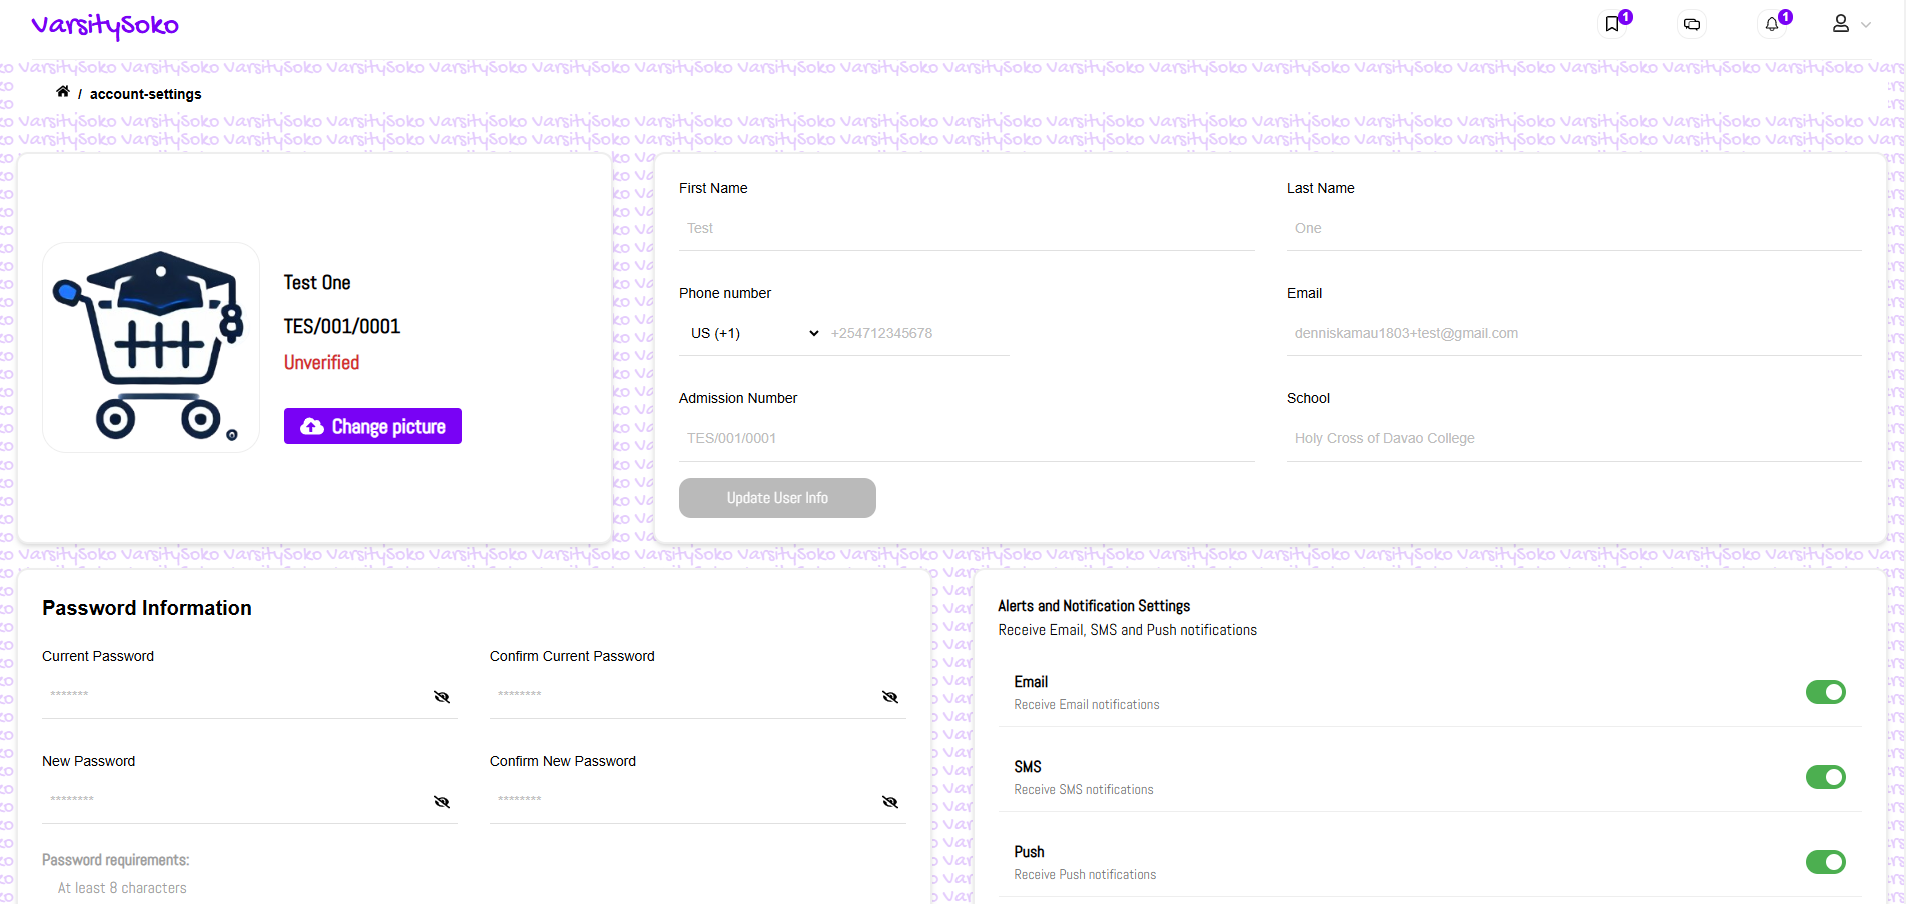 VarsitySoko
1
1
/ account-settings
Test One
TES/001/0001
Unverified
Change picture
First Name
Last Name
Test
One
Phone number
Email
US (+1)
+254712345678
denniskamau1803+test@gmail.com
Admission Number
School
TES/001/0001
Holy Cross of Davao College
Update User Info
Password Information
Current Password
Confirm Current Password
*******
********
New Password
Confirm New Password
********
********
Password requirements:
At least 8 characters
Alerts and Notification Settings
Receive Email, SMS and Push notifications
Email
Receive Email notifications
SMS
Receive SMS notifications
Push
Receive Push notifications